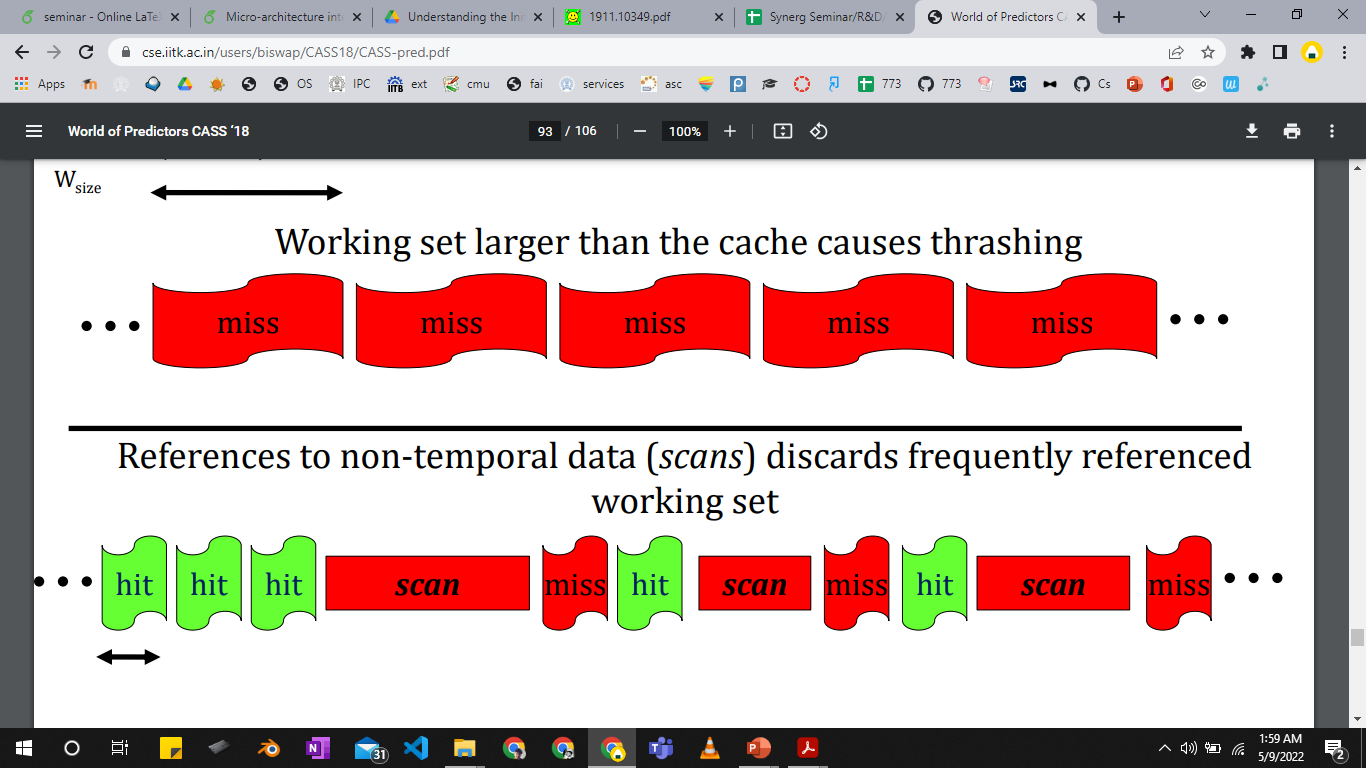 seminar - Online LaTe
Micro-architecture int
Understanding the Inn
1911.10349.pdf
Synerg Seminar/R&D/
World of Predictors CA
cse.iitk.ac.in/users/biswap/CASS18/CASS-pred.pdf
Apps
OS
IPC
ext
cmu
fai
services
asc
773
773
Cs
World of Predictors CASS ‘18
93 / 106
100%
Wsize
Working set larger than the cache causes thrashing
• • • miss miss miss miss miss • • •
References to non-temporal data (scans) discards frequently referenced
working set
• • • hit hit hit scan miss hit scan miss hit scan miss • • •
31
1:59 AM
5/9/2022
2